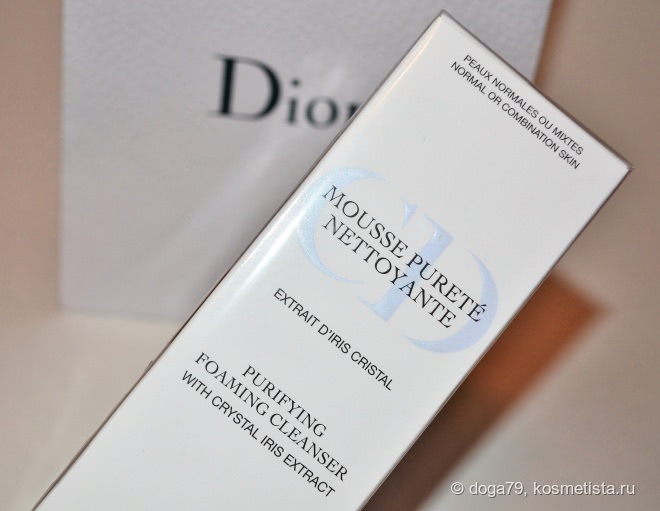 Dior
PEAUX NORMALES OU MIXTES
NORMAL OR COMBINATION SKIN
MOUSSE PURETÉ
NETTOYANTE
EXTRAIT D'IRIS CRISTAL
PURIFYING
FOAMING CLEANSER
WITH CRYSTAL IRIS EXTRACT
© doga79, kosmetista.ru